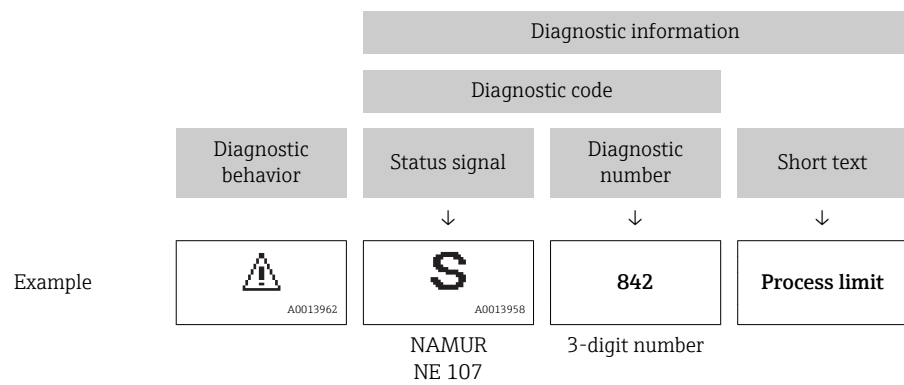 Diagnostic information
Diagnostic code
Diagnostic
behavior
Status signal
Diagnostic
number
Short text
↓
↓
↓
Example
A0013962
S
A0013958
842
Process limit
NAMUR
NE 107
3-digit number